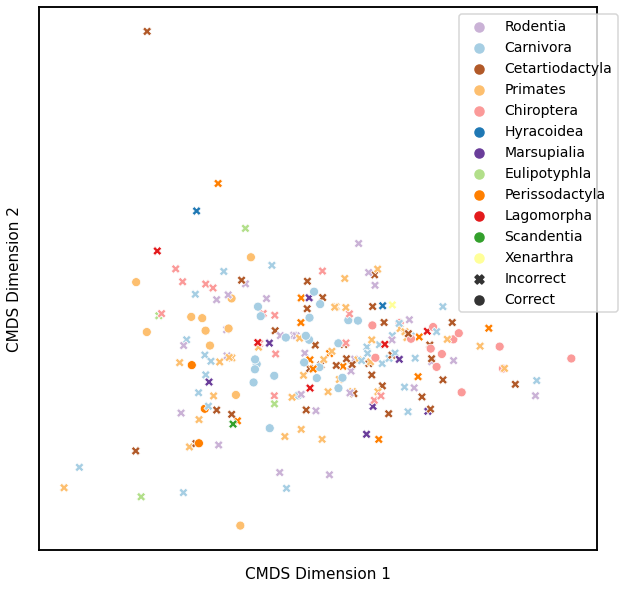 Rodentia
Carnivora
Cetartiodactyla
Primates
Chiroptera
Hyracoidea
Marsupialia
Eulipotyphla
Perissodactyla
Lagomorpha
Scandentia
Xenarthra
Incorrect
Correct
CMDS Dimension 2
CMDS Dimension 1